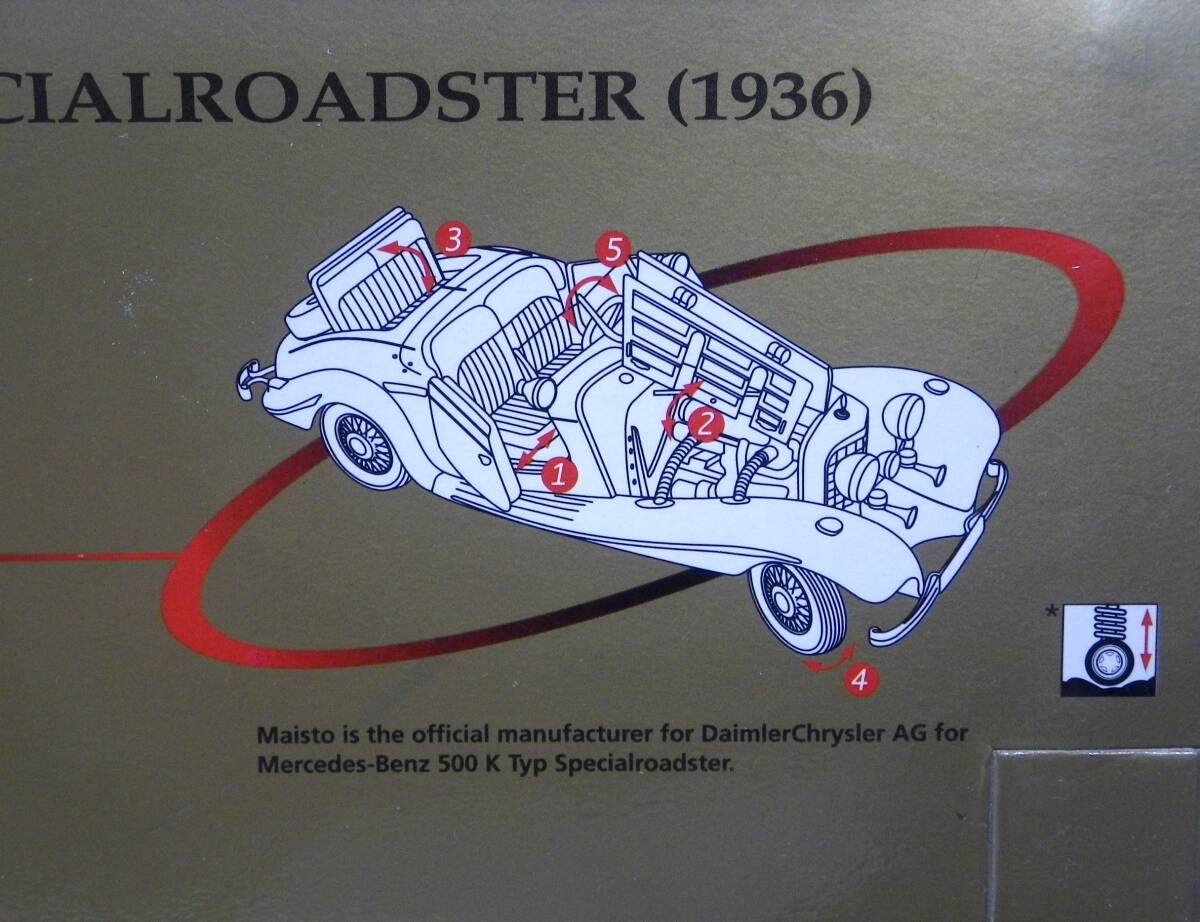 CIALROADSTER (1936)
3
5
2
1
*
4
Maisto is the official manufacturer for DaimlerChrysler AG for
Mercedes-Benz 500 K Typ Specialroadster.